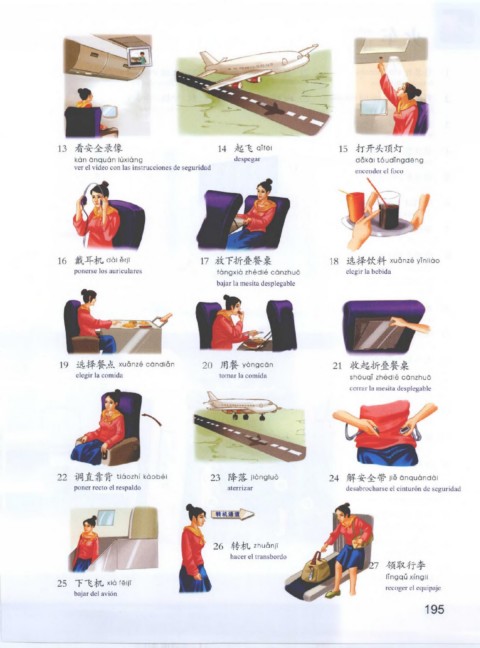 13 看安全录像
kàn ānquán lùxiàng
ver el vídeo con las instrucciones de seguridad
14 起飞 qǐfēi
despegar
15 打开头顶灯
dǎkāi tóudǐngdēng
encender el foco
16 戴耳机 dài ěrjī
ponerse los auriculares
17 放下折叠餐桌
fàngxià zhédié cānzhuō
bajar la mesita desplegable
18 选择饮料 xuǎnzé yǐnliào
elegir la bebida
19 选择餐点 xuǎnzé cāndiǎn
elegir la comida
20 用餐 yòngcān
tomar la comida
21 收起折叠餐桌
shōuqǐ zhédié cānzhuō
cerrar la mesita desplegable
22 调直靠背 tiáozhí kàobèi
poner recto el respaldo
23 降落 jiàngluò
aterrizar
24 解安全带 jiě ānquándài
desabrocharse el cinturón de seguridad
25 下飞机 xià fēijī
bajar del avión
转机通道
26 转机 zhuǎnjī
hacer el transbordo
27 领取行李
lǐngqǔ xíngli
recoger el equipaje
195